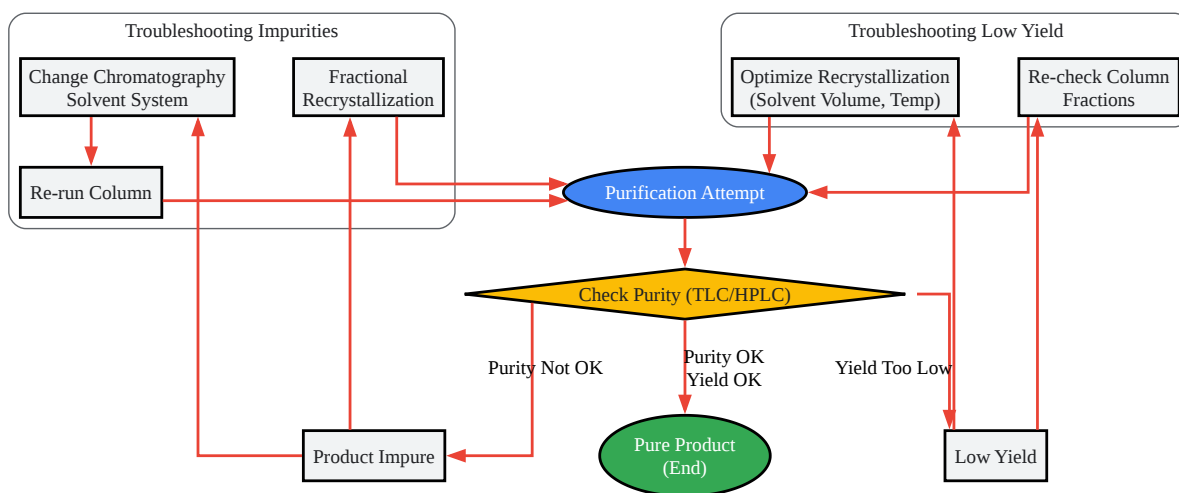 Troubleshooting Impurities
Troubleshooting Low Yield
Change Chromatography
Solvent System
Fractional
Recrystallization
Optimize Recrystallization
(Solvent Volume, Temp)
Re-check Column
Fractions
Re-run Column
Purification Attempt
Check Purity (TLC/HPLC)
Purity Not OK
Purity OK
Yield OK
Yield Too Low
Product Impure
Pure Product
(End)
Low Yield